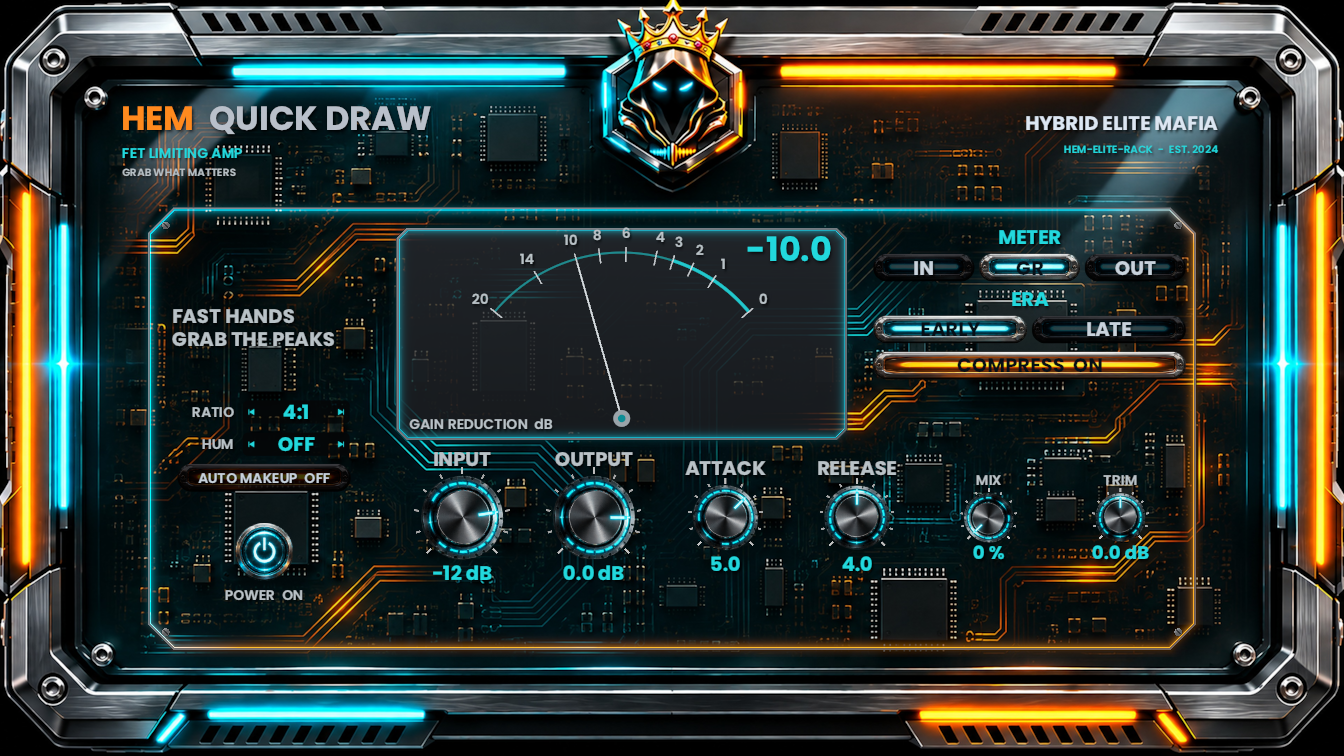 HEM QUICK DRAW
FET LIMITING AMP
GRAB WHAT MATTERS
HYBRID ELITE MAFIA
HEM-ELITE-RACK - EST. 2024
20 14 10 8 6 4 3 2 1 0
-10.0
GAIN REDUCTION dB
METER
IN GR OUT
ERA
EARLY LATE
COMPRESS ON
FAST HANDS
GRAB THE PEAKS
RATIO 4:1
HUM OFF
AUTO MAKEUP OFF
POWER ON
INPUT OUTPUT ATTACK RELEASE MIX TRIM
-12 dB 0.0 dB 5.0 4.0 0 % 0.0 dB